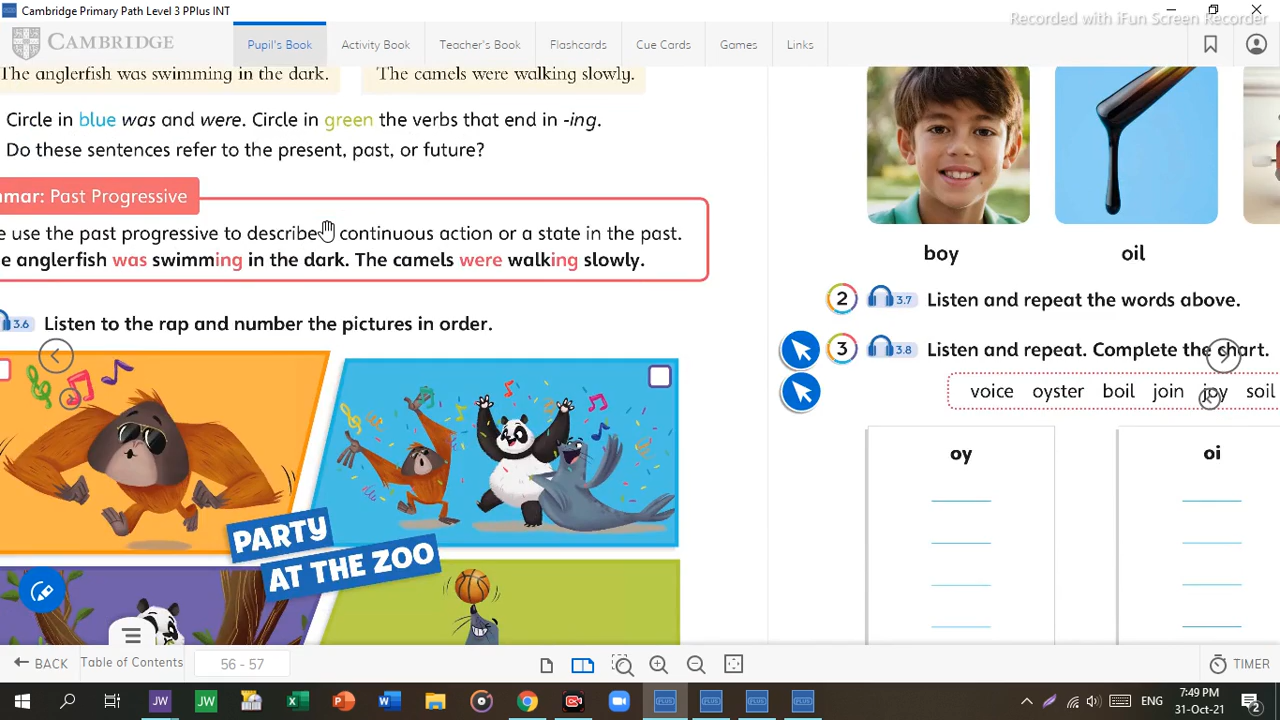 Cambridge Primary Path Level 3 PPlus INT
Recorded with iFun Screen Recorder
CAMBRIDGE
Pupil's Book
Activity Book
Teacher's Book
Flashcards
Cue Cards
Games
Links
The anglerfish was swimming in the dark.
The camels were walking slowly.
Circle in blue was and were. Circle in green the verbs that end in -ing.
Do these sentences refer to the present, past, or future?
mar: Past Progressive
e use the past progressive to describe continuous action or a state in the past.
e anglerfish was swimming in the dark. The camels were walking slowly.
3.6 Listen to the rap and number the pictures in order.
PARTY
AT THE ZOO
boy
oil
2 3.7 Listen and repeat the words above.
3 3.8 Listen and repeat. Complete the chart.
voice oyster boil join joy soil
oy
oi
BACK
Table of Contents
56 - 57
TIMER
JW
JW
PLUS
PLUS
PLUS
PLUS
ENG
7:49 PM
31-Oct-21
2